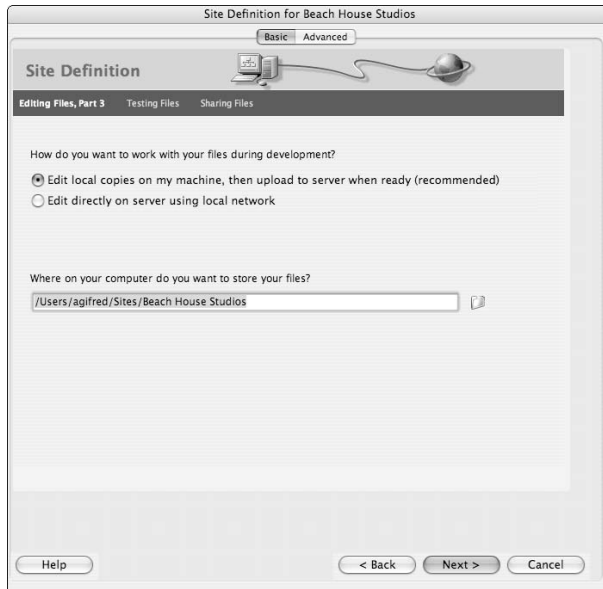 Site Definition for Beach House Studios
Basic Advanced
Site Definition
Editing Files, Part 3 Testing Files Sharing Files
How do you want to work with your files during development?
Edit local copies on my machine, then upload to server when ready (recommended)
Edit directly on server using local network
Where on your computer do you want to store your files?
/Users/agifred/Sites/Beach House Studios
Help < Back Next > Cancel